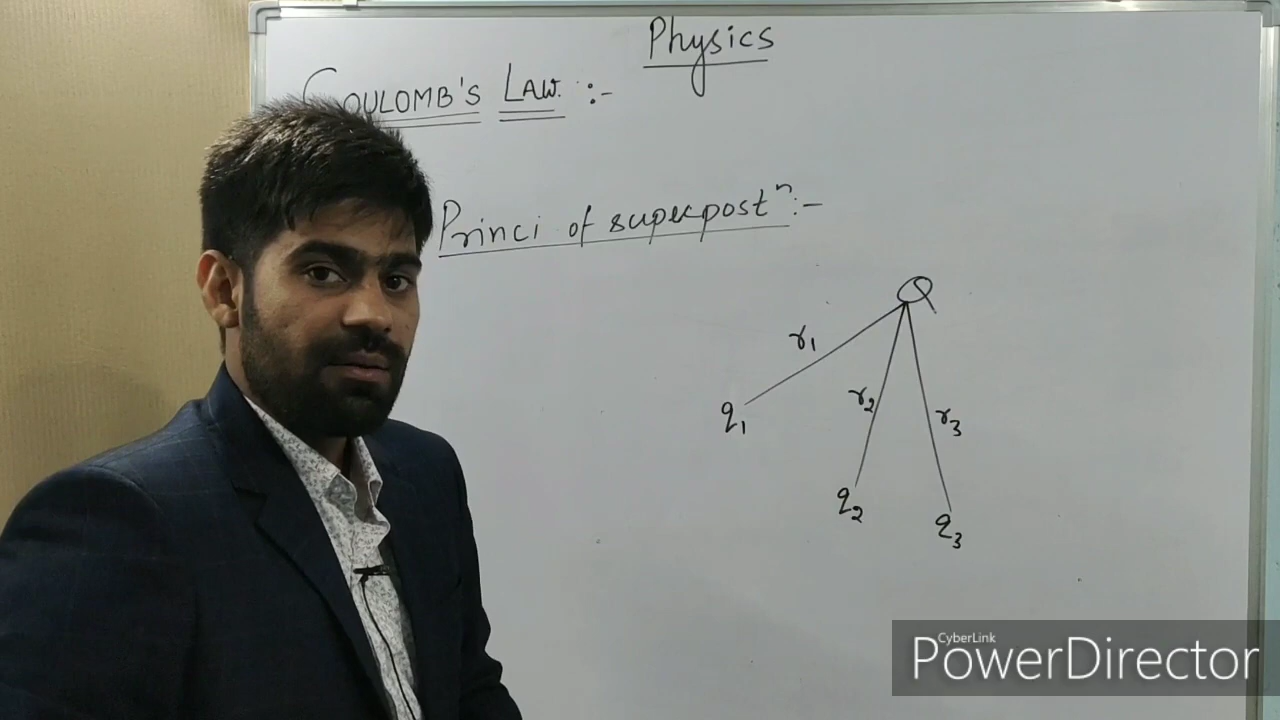 Physics
COULOMB'S LAW. :-
Princi of superpostⁿ :-
Q
r₁
r₂
r₃
q₁
q₂
q₃
CyberLink
PowerDirector